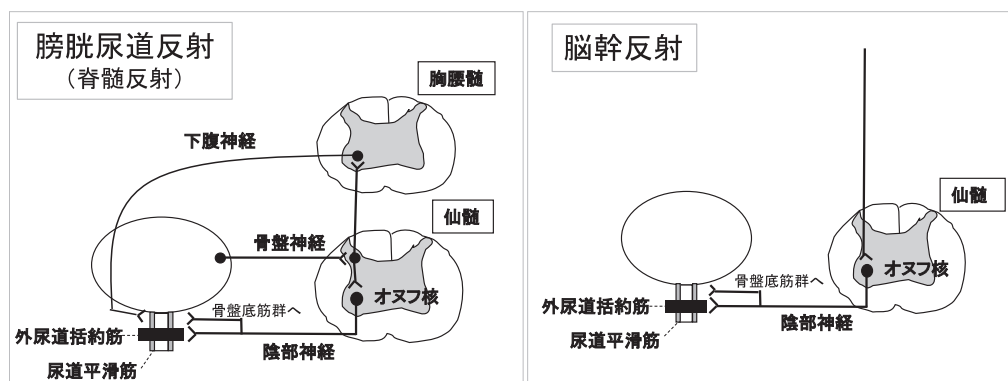 膀胱尿道反射
（脊髄反射）
胸腰髄
下腹神経
仙髄
骨盤神経
オヌフ核
骨盤底筋群へ
外尿道括約筋
陰部神経
尿道平滑筋
脳幹反射
仙髄
オヌフ核
骨盤底筋群へ
外尿道括約筋
陰部神経
尿道平滑筋